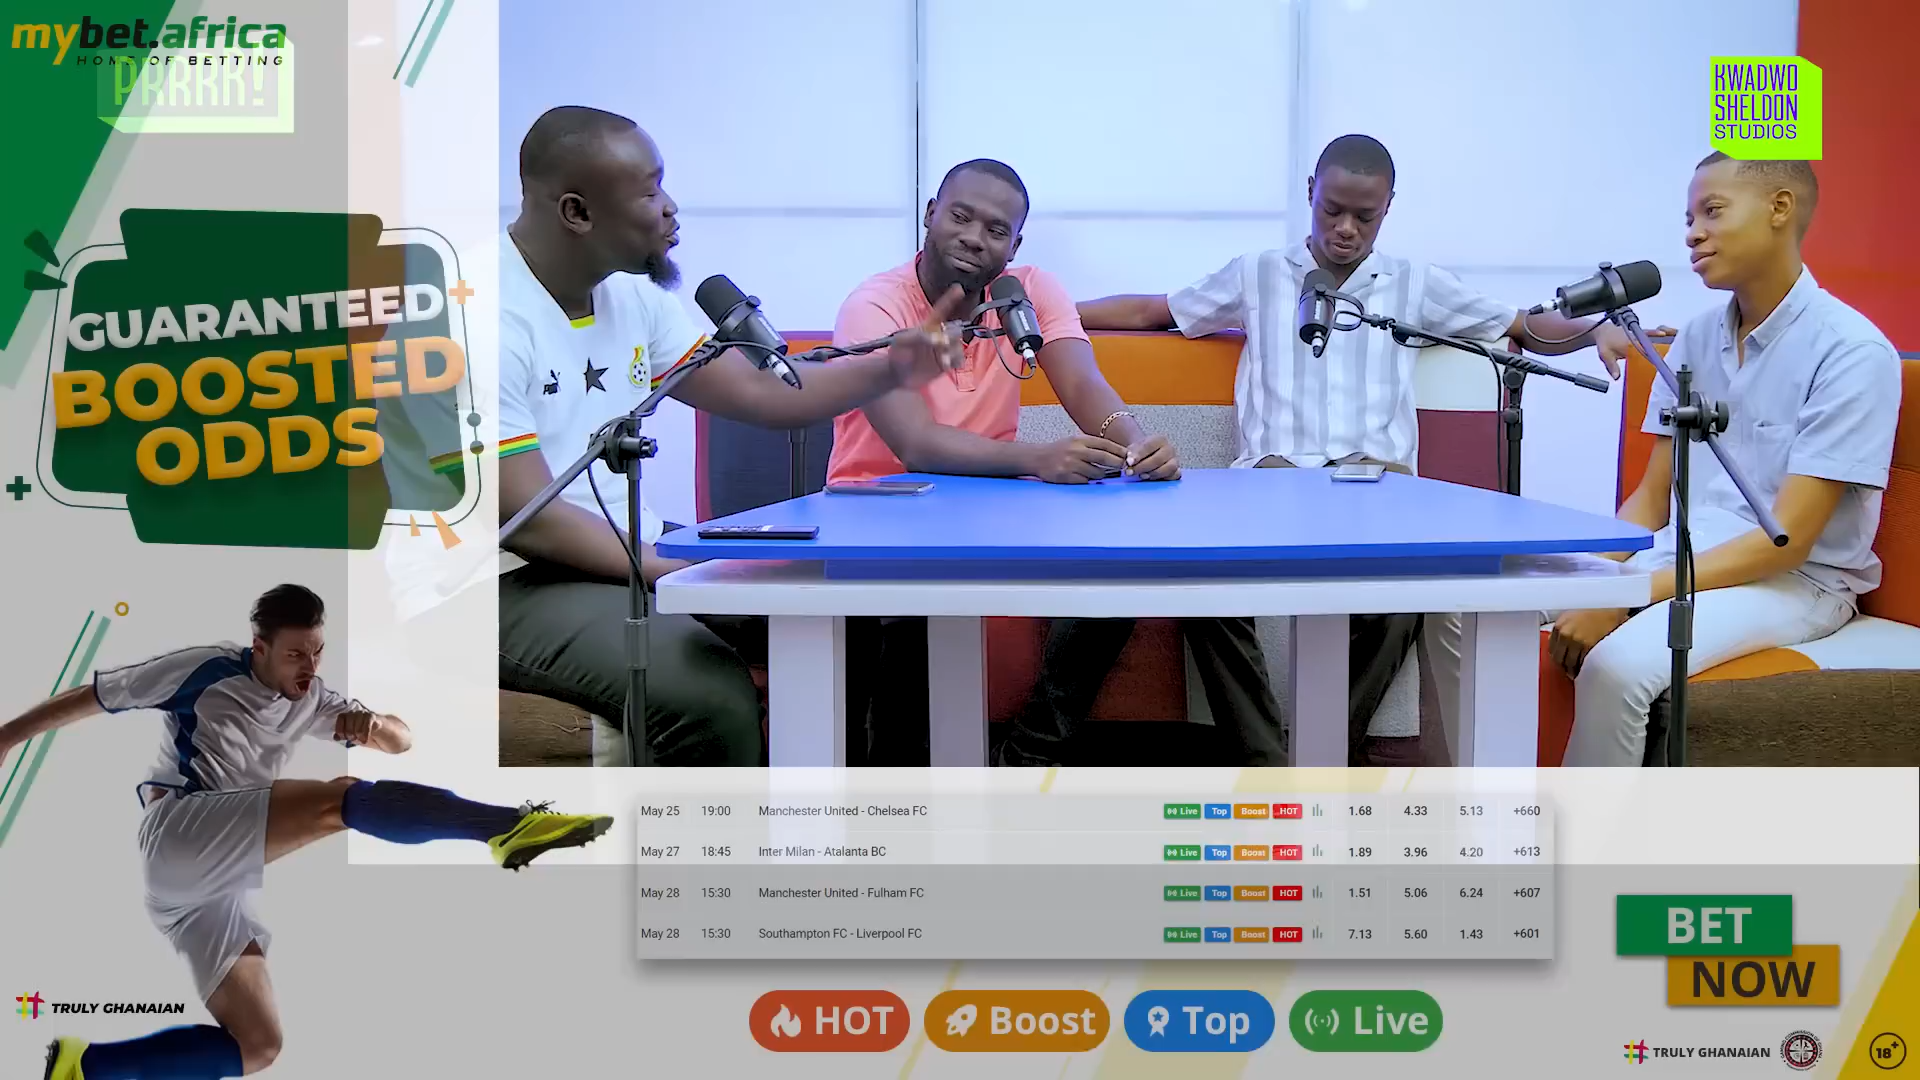 mybet.africa
HOME OF BETTING
PRRRR!
KWADWO
SHELDON
STUDIOS
GUARANTEED
BOOSTED
ODDS
May 25 19:00 Manchester United - Chelsea FC Live Top Boost HOT 1.68 4.33 5.13 +660
May 27 18:45 Inter Milan - Atalanta BC Live Top Boost HOT 1.89 3.96 4.20 +613
May 28 15:30 Manchester United - Fulham FC Live Top Boost HOT 1.51 5.06 6.24 +607
May 28 15:30 Southampton FC - Liverpool FC Live Top Boost HOT 7.13 5.60 1.43 +601
BET
NOW
TRULY GHANAIAN
HOT Boost Top Live
TRULY GHANAIAN
18+